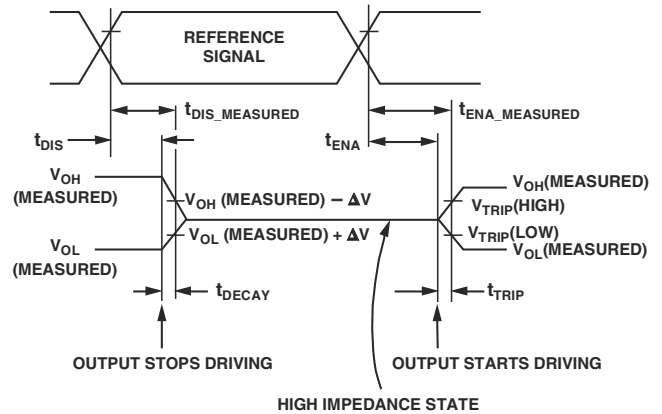 REFERENCE
SIGNAL
tDIS_MEASURED
tENA_MEASURED
tDIS
tENA
VOH
(MEASURED)
VOH (MEASURED) − ΔV
VOH(MEASURED)
VTRIP(HIGH)
VOL (MEASURED) + ΔV
VTRIP(LOW)
VOL
(MEASURED)
VOL(MEASURED)
tDECAY
tTRIP
OUTPUT STOPS DRIVING
OUTPUT STARTS DRIVING
HIGH IMPEDANCE STATE